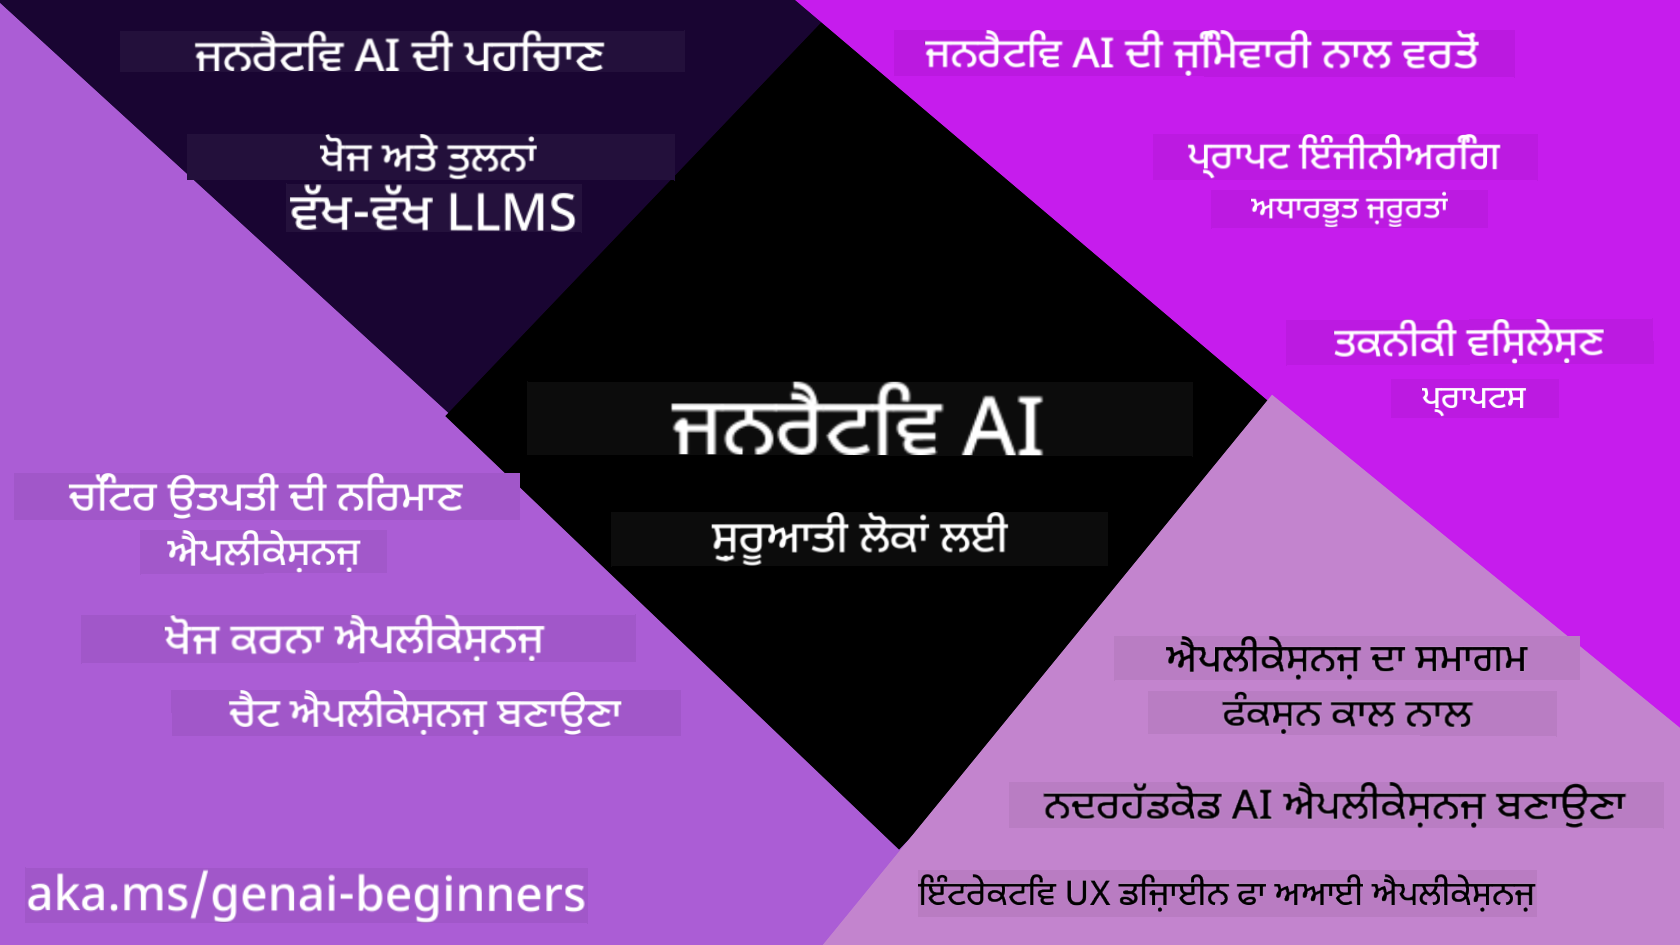 ਜਨਰੈਟਵਿ AI ਦੀ ਪਹਚਿਾਣ
ਖੋਜ ਅਤੇ ਤੁਲਨਾਂ
ਵੱਖ-ਵੱਖ LLMS
ਜਨਰੈਟਵਿ AI ਦੀ ਜ਼ਿੰਮੇਵਾਰੀ ਨਾਲ ਵਰਤੋਂ
ਪ੍ਰਾਪਟ ਇੰਜੀਨੀਅਰਿੰਗ
ਅਧਾਰਭੂਤ ਜ਼ਰੂਰਤਾਂ
ਤਕਨੀਕੀ ਵਸ਼ਿਲੇਸ਼ਣ
ਪ੍ਰਾਪਟਸ
ਜਨਰੈਟਵਿ AI
ਸ਼ੁਰੂਆਤੀ ਲੋਕਾਂ ਲਈ
ਚੱਿਟਰ ਉਤਪਤੀ ਦੀ ਨਰਿਮਾਣ
ਐਪਲੀਕੇਸ਼ਨਜ਼
ਖੋਜ ਕਰਨਾ ਐਪਲੀਕੇਸ਼ਨਜ਼
ਚੈਟ ਐਪਲੀਕੇਸ਼ਨਜ਼ ਬਣਾਉਣਾ
ਐਪਲੀਕੇਸ਼ਨਜ਼ ਦਾ ਸਮਾਗਮ
ਫੰਕਸ਼ਨ ਕਾਲ ਨਾਲ
ਨਦਰਹੱਡਕੋਡ AI ਐਪਲੀਕੇਸ਼ਨਜ਼ ਬਣਾਉਣਾ
ਇੰਟਰੇਕਟਵਿ UX ਡਜ਼ਿਾਈਨ ਫਾ ਅਆਈ ਐਪਲੀਕੇਸ਼ਨਜ਼
aka.ms/genai-beginners